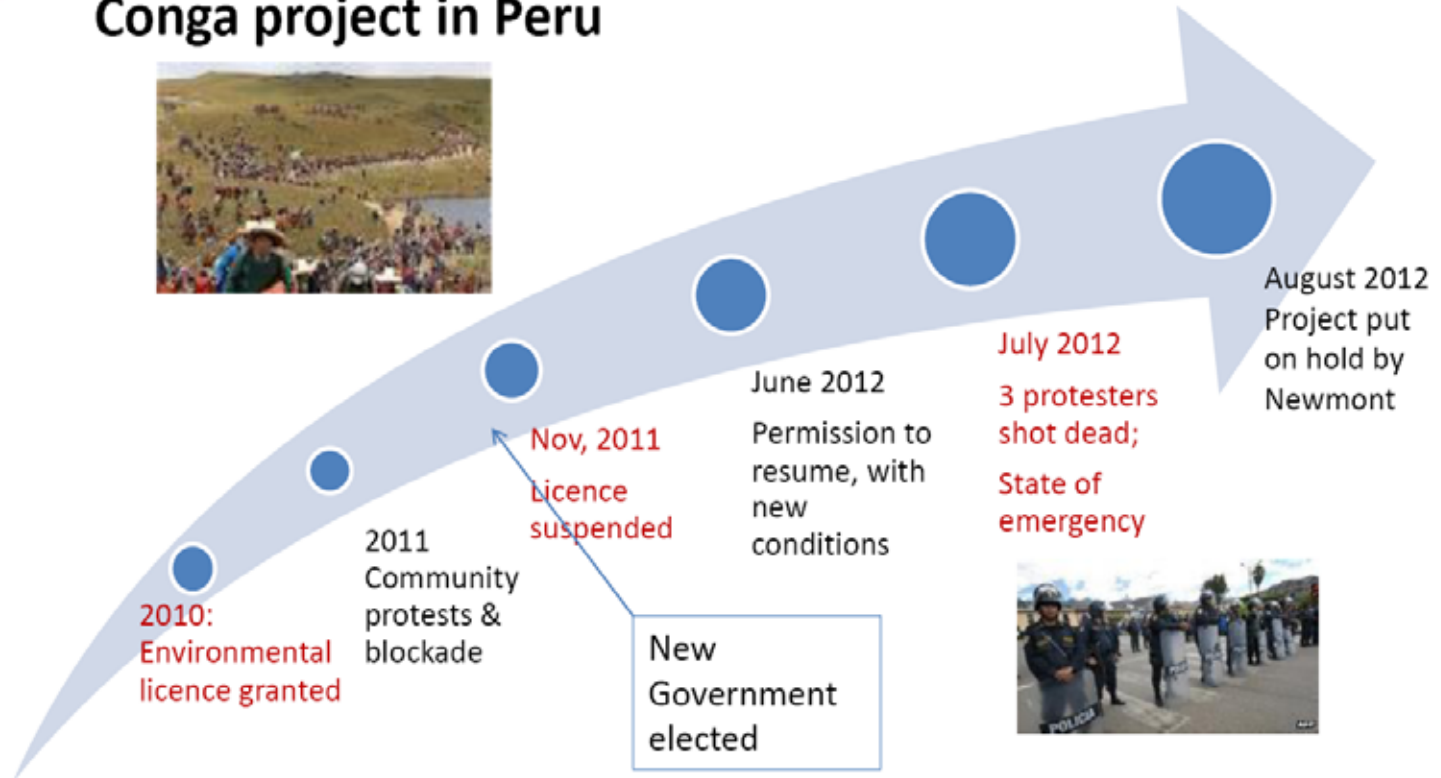 Conga project in Peru
2010:
Environmental
licence granted
2011
Community
protests &
blockade
Nov, 2011
Licence
suspended
New
Government
elected
June 2012
Permission to
resume, with
new
conditions
July 2012
3 protesters
shot dead;
State of
emergency
POLICIA
AFP
August 2012
Project put
on hold by
Newmont